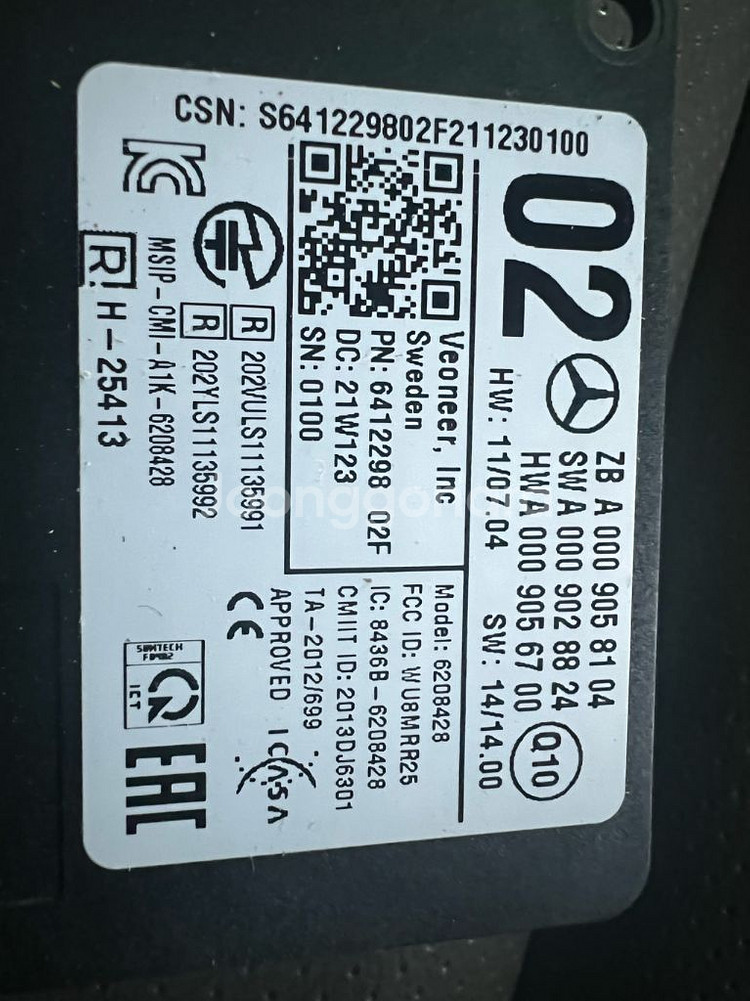 CSN: S641229802F211230100
02
ZB A 000 905 81 04
SW A 000 902 88 24
HW A 000 905 67 00
Q10
HW: 11/07.04 SW: 14/14.00
Veoneer, Inc
Sweden
PN: 6412298 02F
DC: 21W123
SN: 0100
Model: 6208428
FCC ID: WU8MRR25
IC: 8436B-6208428
CMIIT ID: 2013DJ6301
TA-2012/699
APPROVED ICASA
R 202VULS11135991
R 202YLS11135992
MSIP-CMI-A1K-6208428
R! H-25413
CE
ICT
EAC